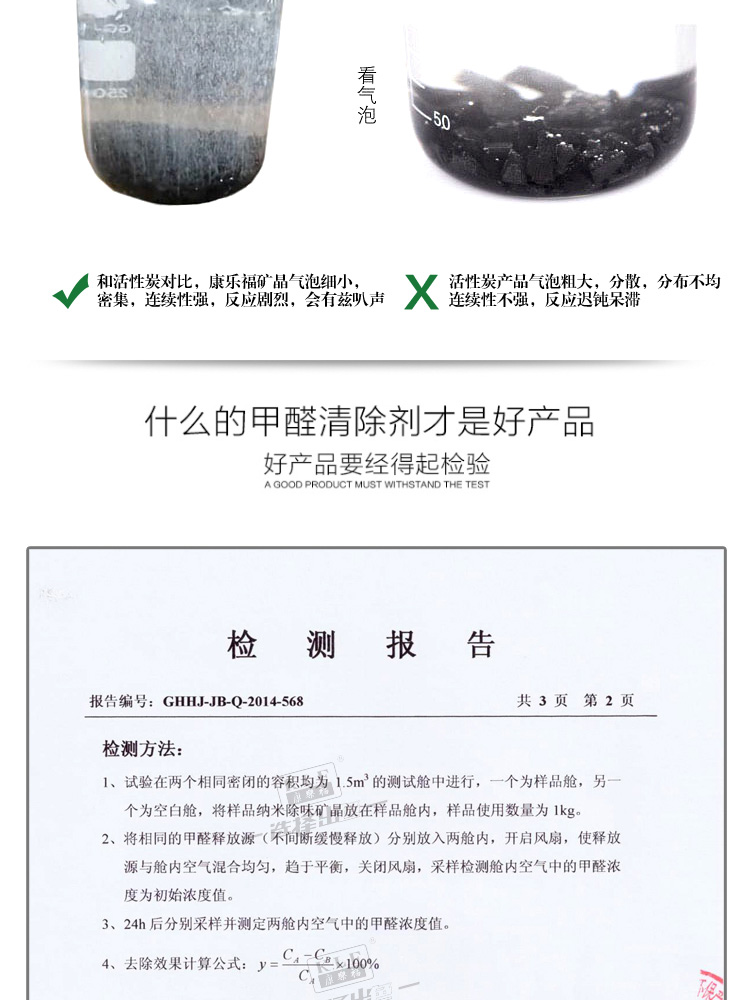 250
看气泡
50
和活性炭对比，康乐福矿晶气泡细小，
密集，连续性强，反应剧烈，会有兹叭声
活性炭产品气泡粗大，分散，分布不均
连续性不强，反应迟钝呆滞
什么的甲醛清除剂才是好产品
好产品要经得起检验
A GOOD PRODUCT MUST WITHSTAND THE TEST
检 测 报 告
报告编号：GHHJ-JB-Q-2014-568
共 3 页 第 2 页
检测方法：
1、试验在两个相同密闭的容积均为 1.5m³ 的测试舱中进行，一个为样品舱，另一
个为空白舱，将样品纳米除味矿晶放在样品舱内，样品使用数量为 1kg。
2、将相同的甲醛释放源（不间断缓慢释放）分别放入两舱内，开启风扇，使释放
源与舱内空气混合均匀，趋于平衡，关闭风扇，采样检测舱内空气中的甲醛浓
度为初始浓度值。
3、24h 后分别采样并测定两舱内空气中的甲醛浓度值。
4、去除效果计算公式：y = (C_A - C_B) / C_A × 100%